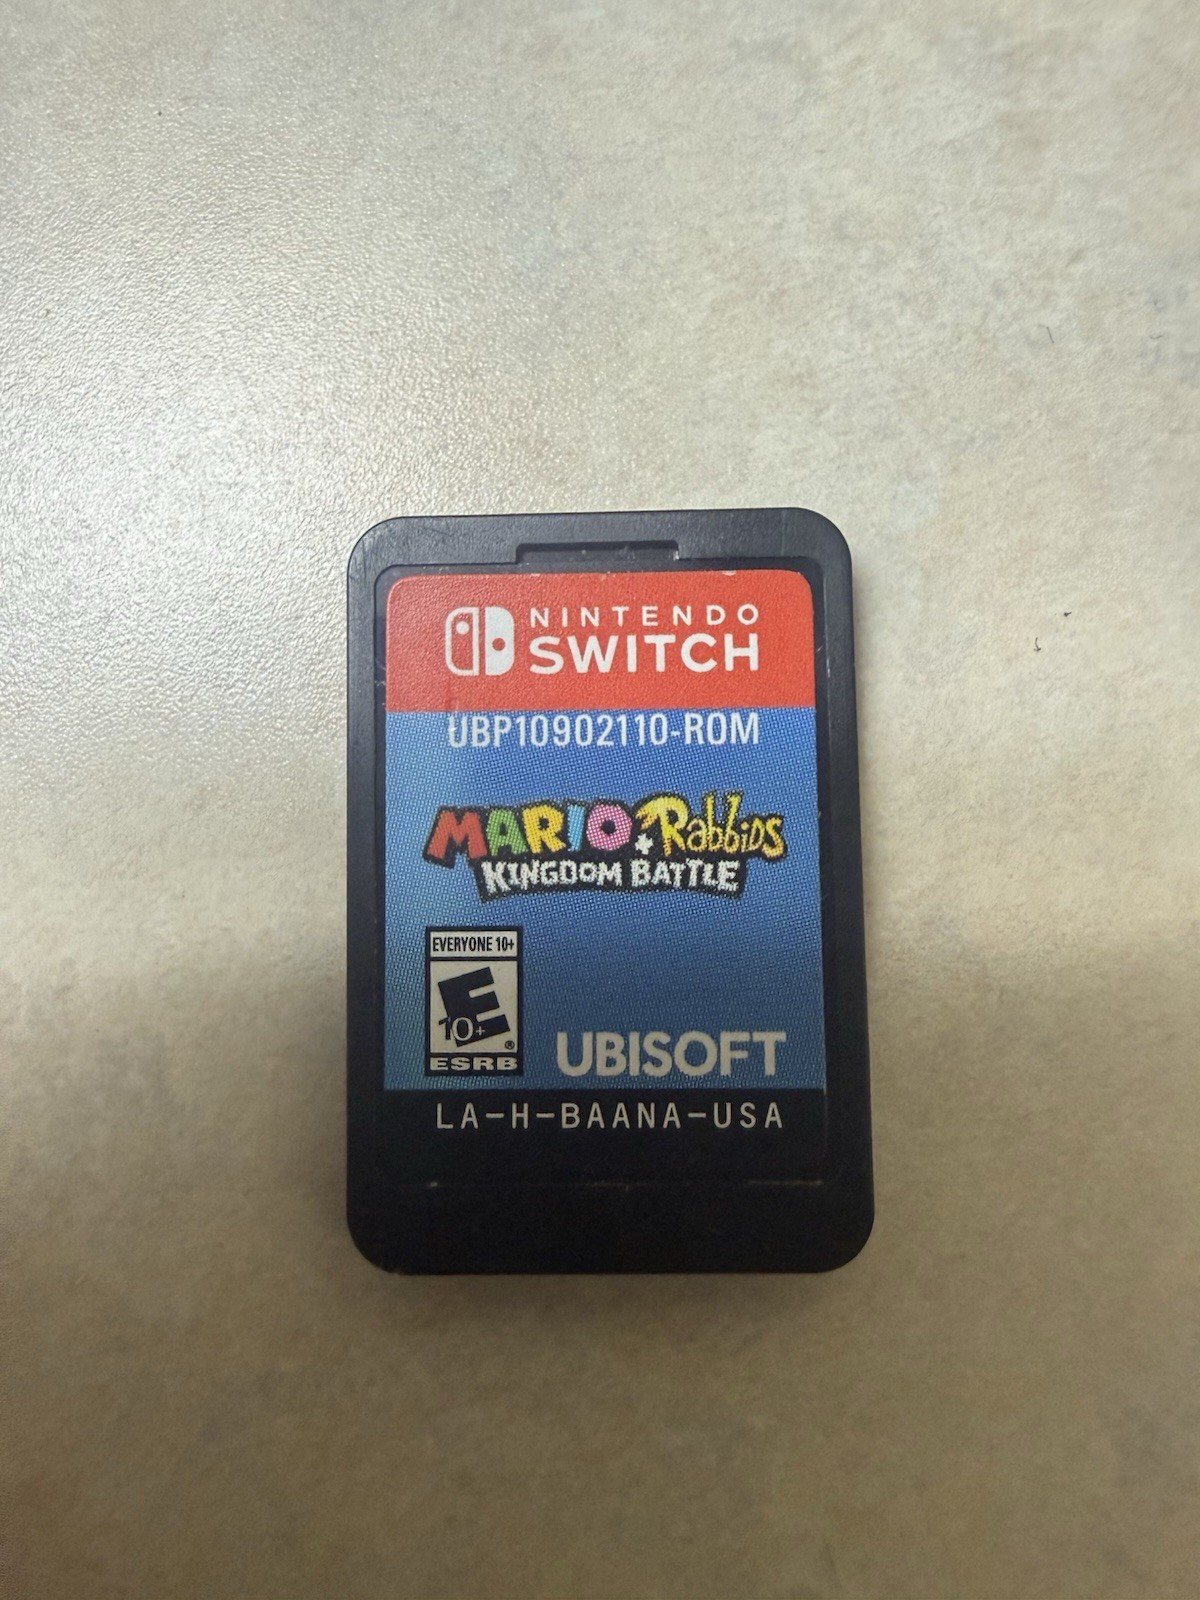 NINTENDO
SWITCH
UBP10902110-ROM
MARIO + Rabbids
KINGDOM BATTLE
EVERYONE 10+
E
10+
®
ESRB
UBISOFT
LA-H-BAANA-USA